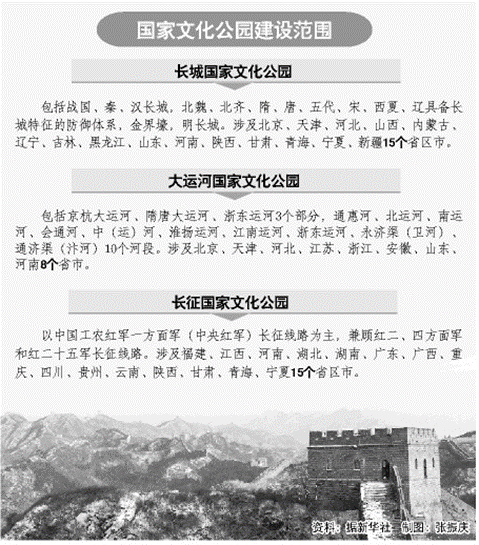 国家文化公园建设范围
长城国家文化公园
包括战国、秦、汉长城，北魏、北齐、隋、唐、五代、宋、西夏、辽具备长
城特征的防御体系，金界壕，明长城。涉及北京、天津、河北、山西、内蒙古、
辽宁、吉林、黑龙江、山东、河南、陕西、甘肃、青海、宁夏、新疆15个省区市。
大运河国家文化公园
包括京杭大运河、隋唐大运河、浙东运河3个部分，通惠河、北运河、南运
河、会通河、中（运）河、淮扬运河、江南运河、浙东运河、永济渠（卫河）、
通济渠（汴河）10个河段。涉及北京、天津、河北、江苏、浙江、安徽、山东、
河南8个省市。
长征国家文化公园
以中国工农红军一方面军（中央红军）长征线路为主，兼顾红二、四方面军
和红二十五军长征线路。涉及福建、江西、河南、湖北、湖南、广东、广西、重
庆、四川、贵州、云南、陕西、甘肃、青海、宁夏15个省区市。
资料：据新华社 制图：张振庆